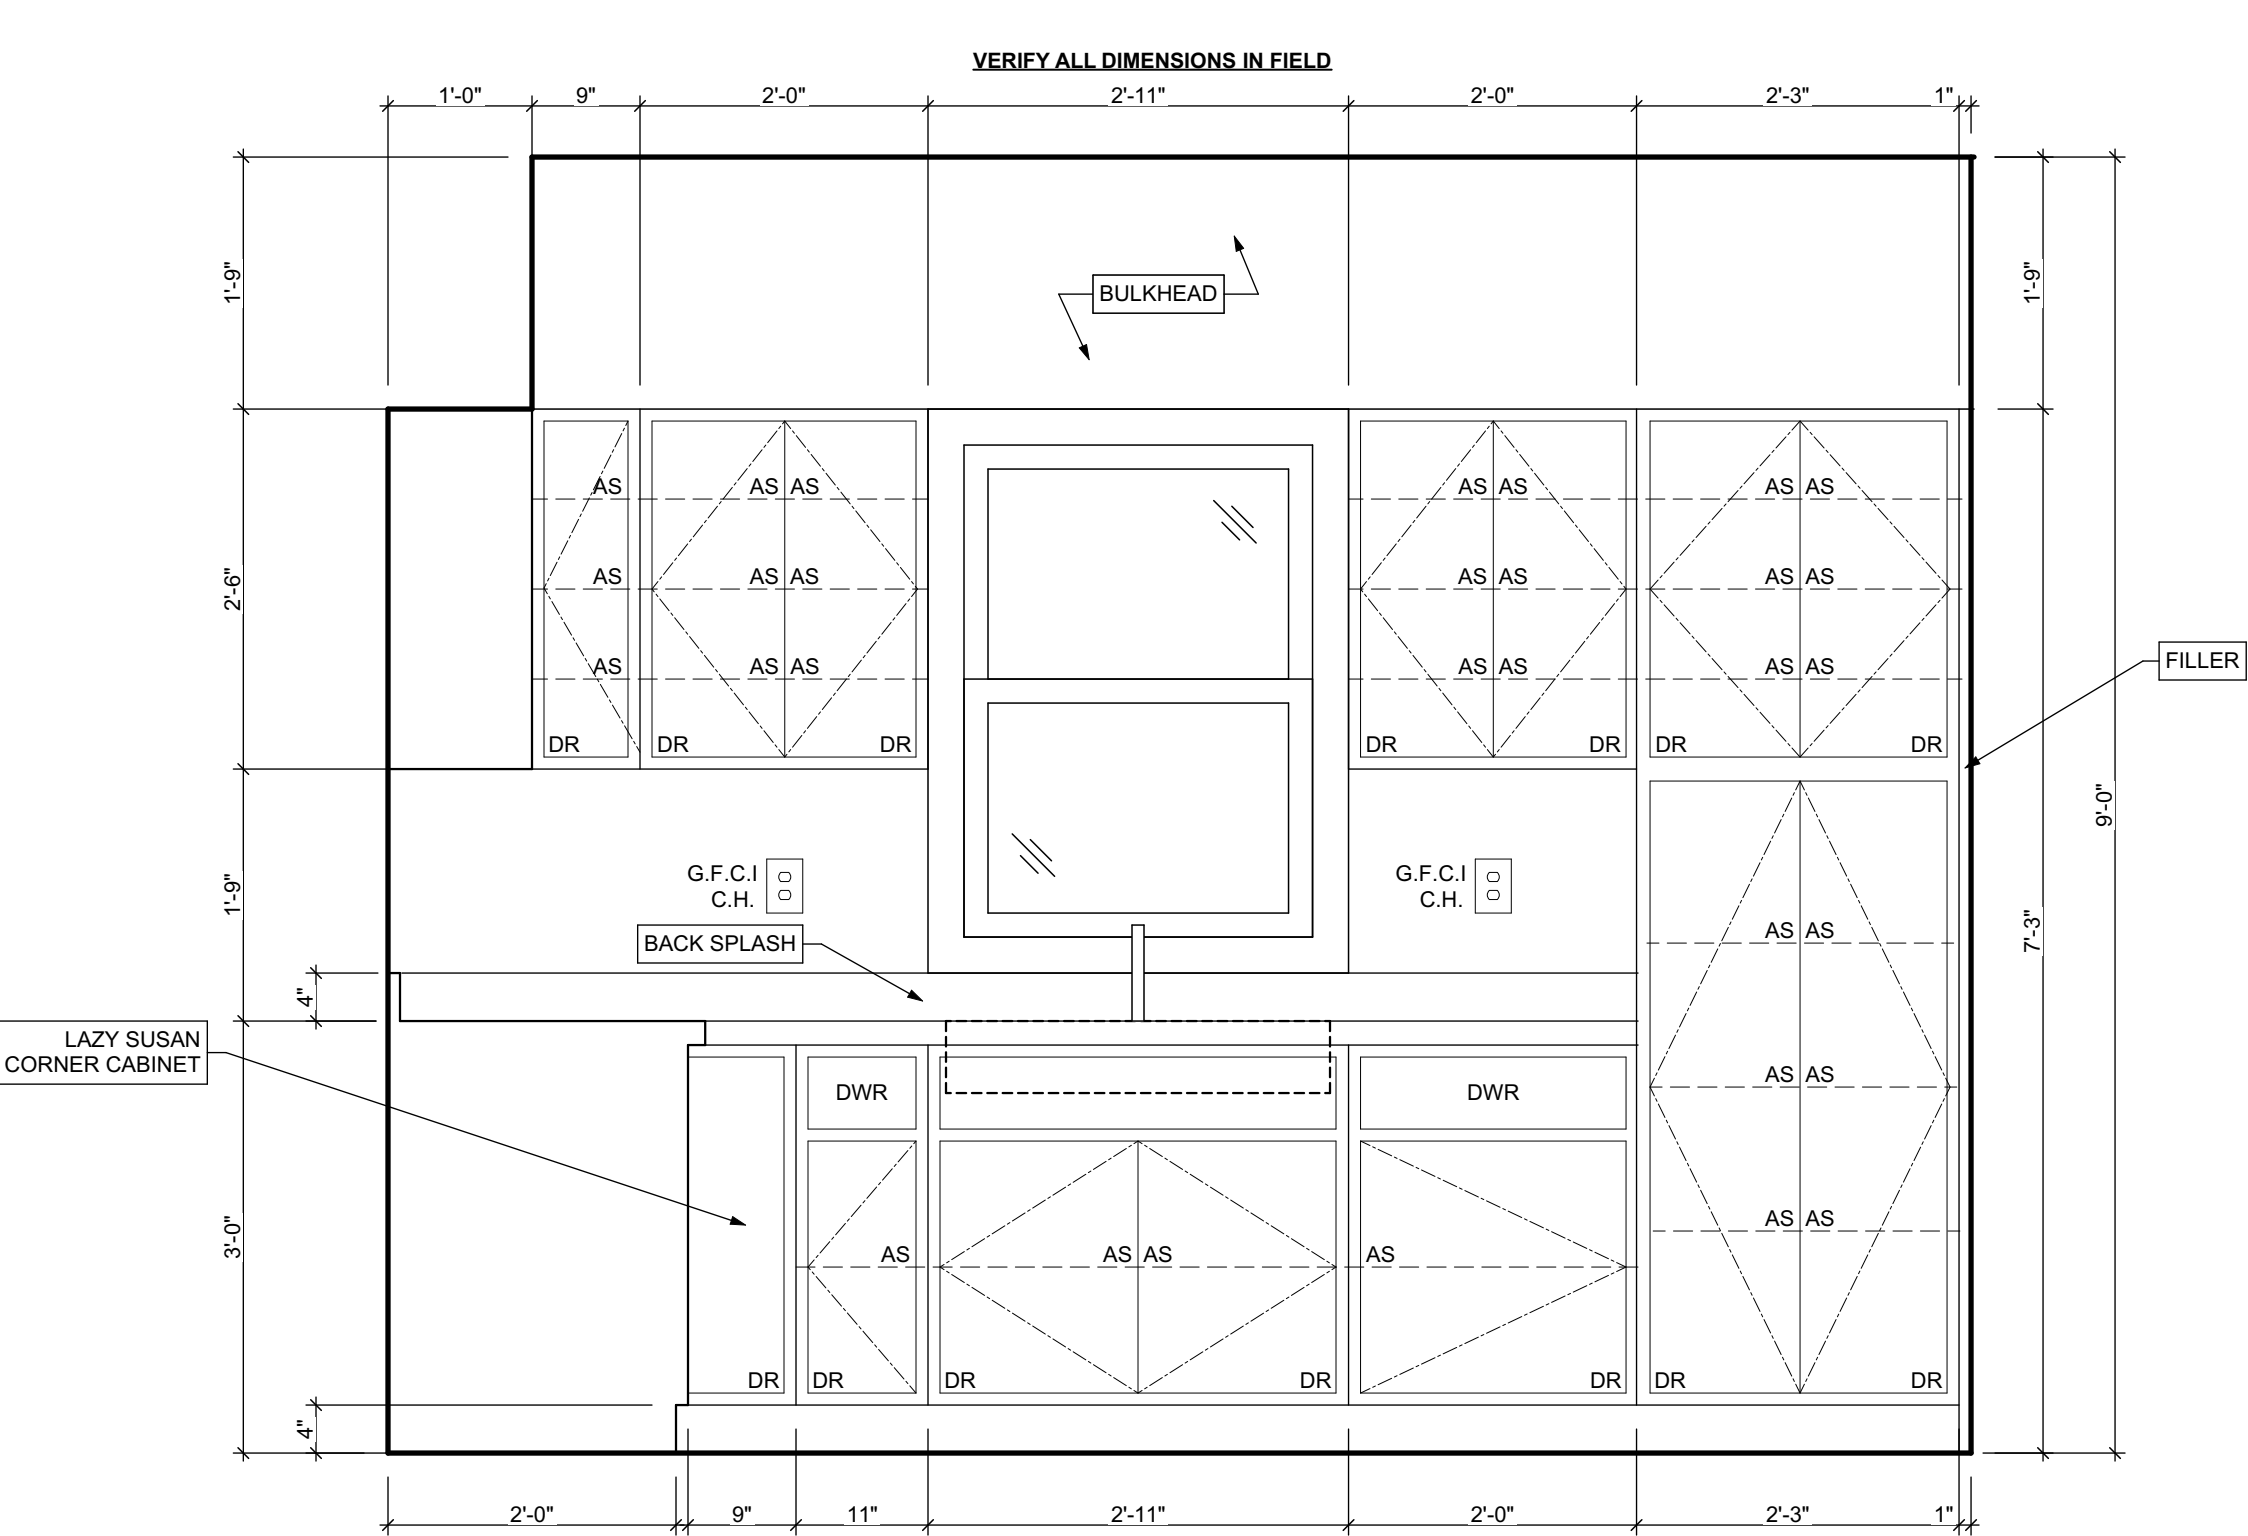 VERIFY ALL DIMENSIONS IN FIELD
1'-0" 9" 2'-0" 2'-11" 2'-0" 2'-3" 1"
1'-9"
BULKHEAD
1'-9"
AS AS AS AS AS AS AS
2'-6"
AS AS AS AS AS AS AS
AS AS AS AS AS AS AS
FILLER
DR DR DR DR DR DR DR
9'-0"
G.F.C.I
C.H.
G.F.C.I
C.H.
1'-9"
BACK SPLASH
AS AS
7'-3"
4"
LAZY SUSAN
CORNER CABINET
DWR DWR
AS AS
3'-0"
AS AS
AS AS AS AS
DR DR DR DR DR DR DR
4"
2'-0" 9" 11" 2'-11" 2'-0" 2'-3" 1"